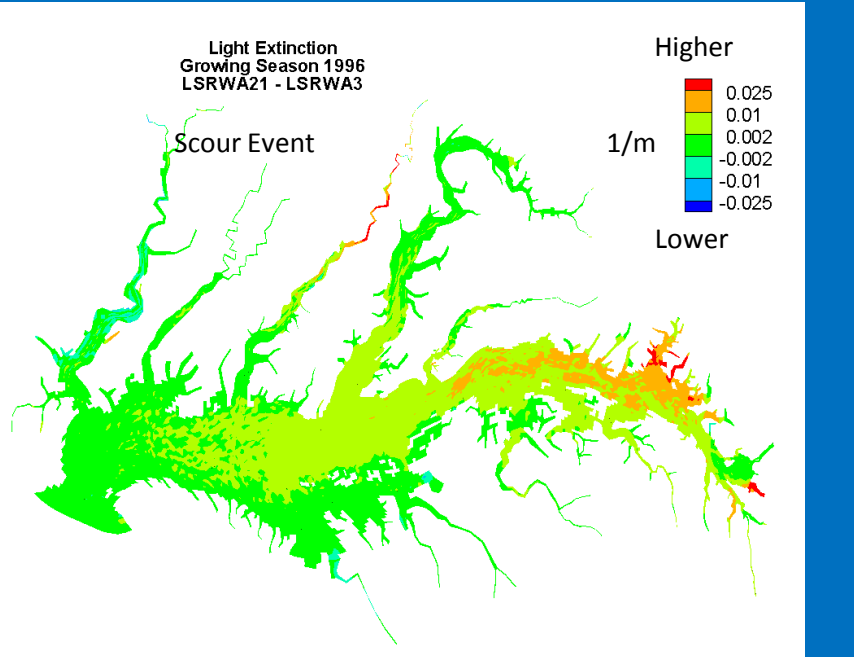 Light Extinction
Growing Season 1996
LSRWA21 - LSRWA3
Scour Event
Higher
1/m
0.025
0.01
0.002
-0.002
-0.01
-0.025
Lower